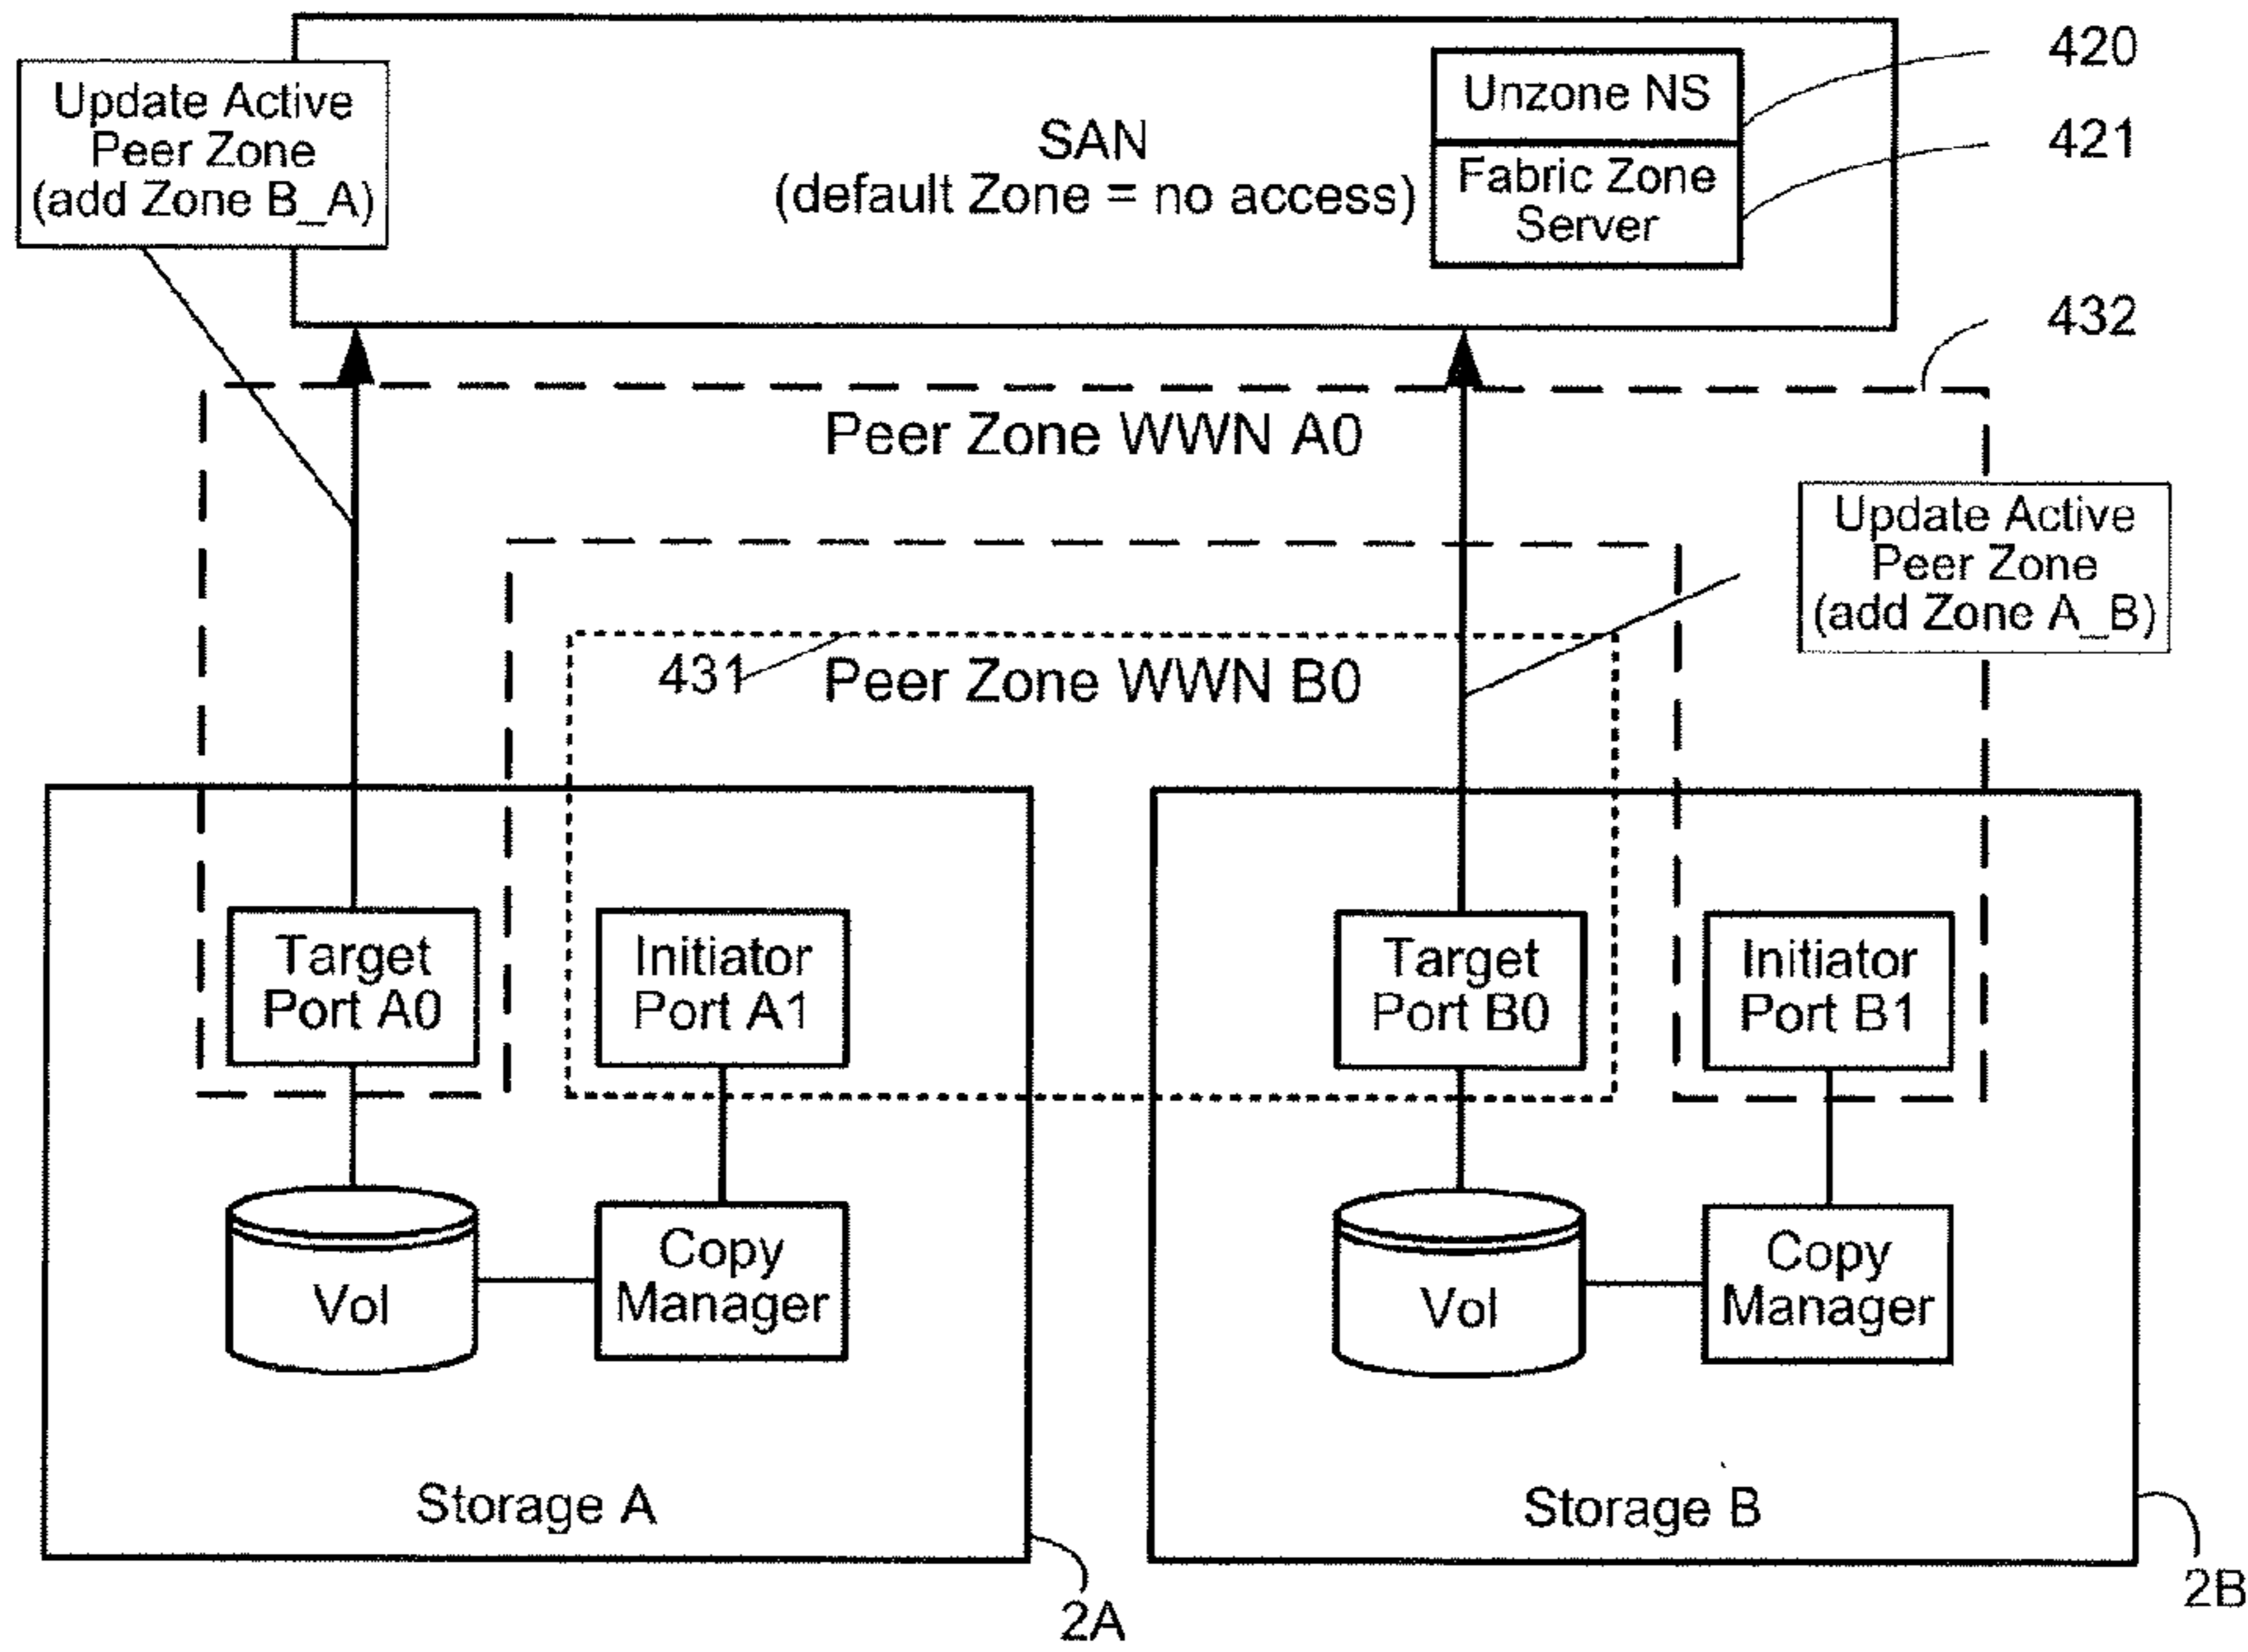 Update Active
Peer Zone
(add Zone B_A)
SAN
(default Zone = no access)
Unzone NS
Fabric Zone
Server
420
421
432
Peer Zone WWN A0
Update Active
Peer Zone
(add Zone A_B)
431
Peer Zone WWN B0
Target
Port A0
Initiator
Port A1
Target
Port B0
Initiator
Port B1
Vol
Copy
Manager
Vol
Copy
Manager
Storage A
Storage B
2A
2B